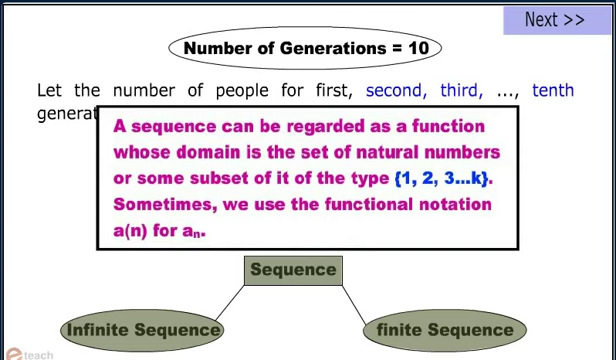 Next >>
Number of Generations = 10
Let the number of people for first, second, third, ..., tenth
generat
A sequence can be regarded as a function
whose domain is the set of natural numbers
or some subset of it of the type {1, 2, 3...k}.
Sometimes, we use the functional notation
a(n) for aₙ.
Sequence
Infinite Sequence
finite Sequence
e teach